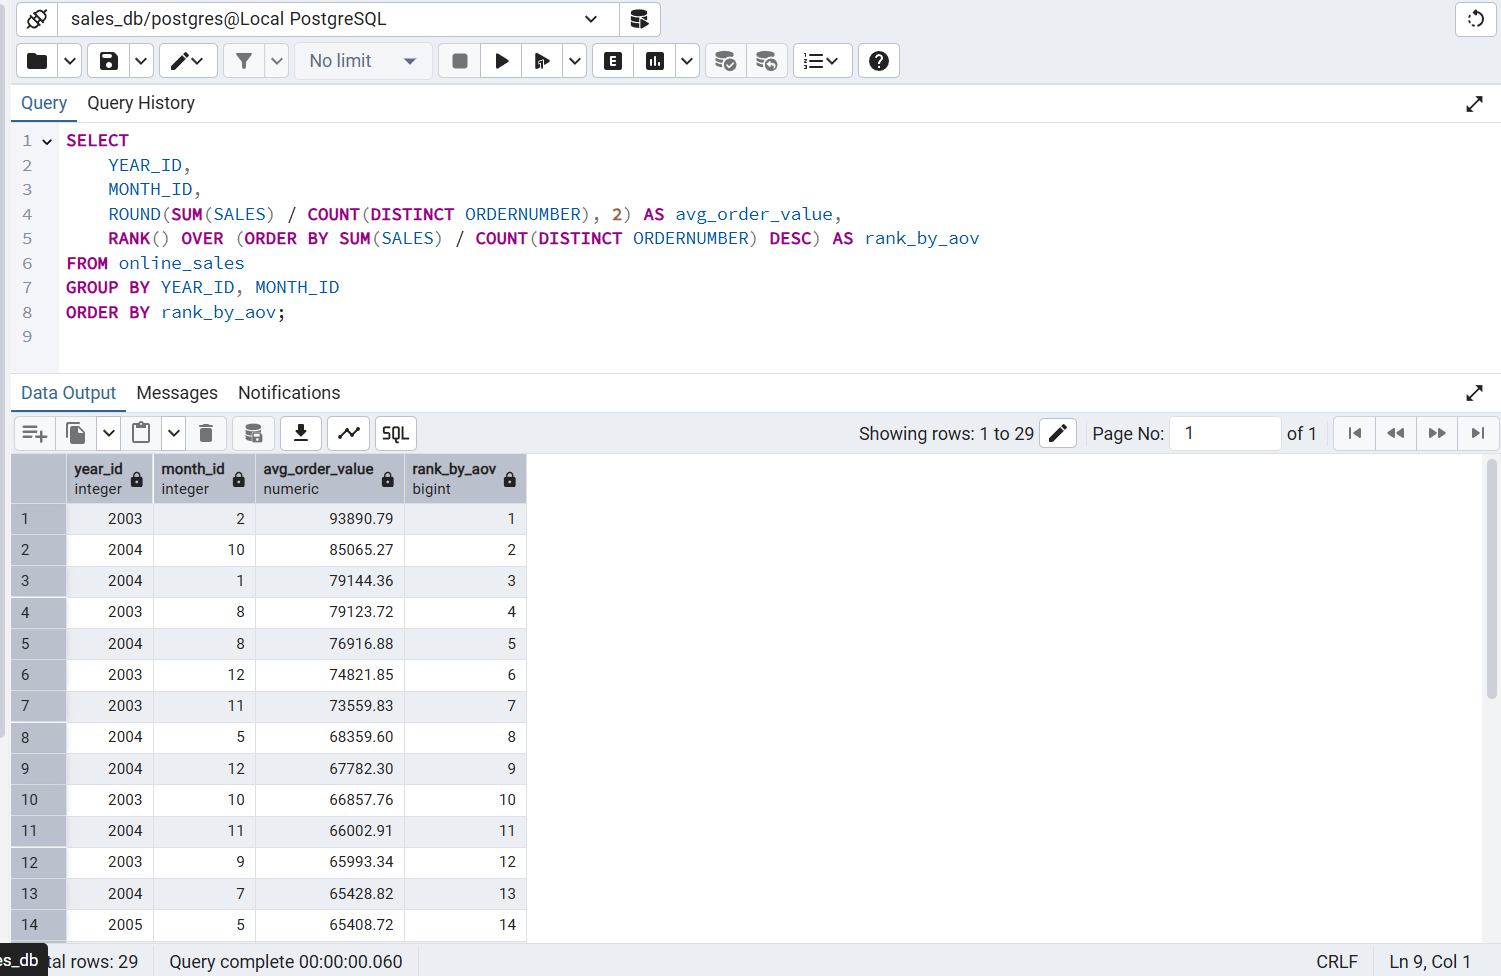 sales_db/postgres@Local PostgreSQL
No limit
E
Query Query History
1 SELECT
2 YEAR_ID,
3 MONTH_ID,
4 ROUND(SUM(SALES) / COUNT(DISTINCT ORDERNUMBER), 2) AS avg_order_value,
5 RANK() OVER (ORDER BY SUM(SALES) / COUNT(DISTINCT ORDERNUMBER) DESC) AS rank_by_aov
6 FROM online_sales
7 GROUP BY YEAR_ID, MONTH_ID
8 ORDER BY rank_by_aov;
9
Data Output Messages Notifications
SQL Showing rows: 1 to 29 Page No: 1 of 1
year_id month_id avg_order_value rank_by_aov
integer integer numeric bigint
1 2003 2 93890.79 1
2 2004 10 85065.27 2
3 2004 1 79144.36 3
4 2003 8 79123.72 4
5 2004 8 76916.88 5
6 2003 12 74821.85 6
7 2003 11 73559.83 7
8 2004 5 68359.60 8
9 2004 12 67782.30 9
10 2003 10 66857.76 10
11 2004 11 66002.91 11
12 2003 9 65993.34 12
13 2004 7 65428.82 13
14 2005 5 65408.72 14
es_db tal rows: 29 Query complete 00:00:00.060 CRLF Ln 9, Col 1